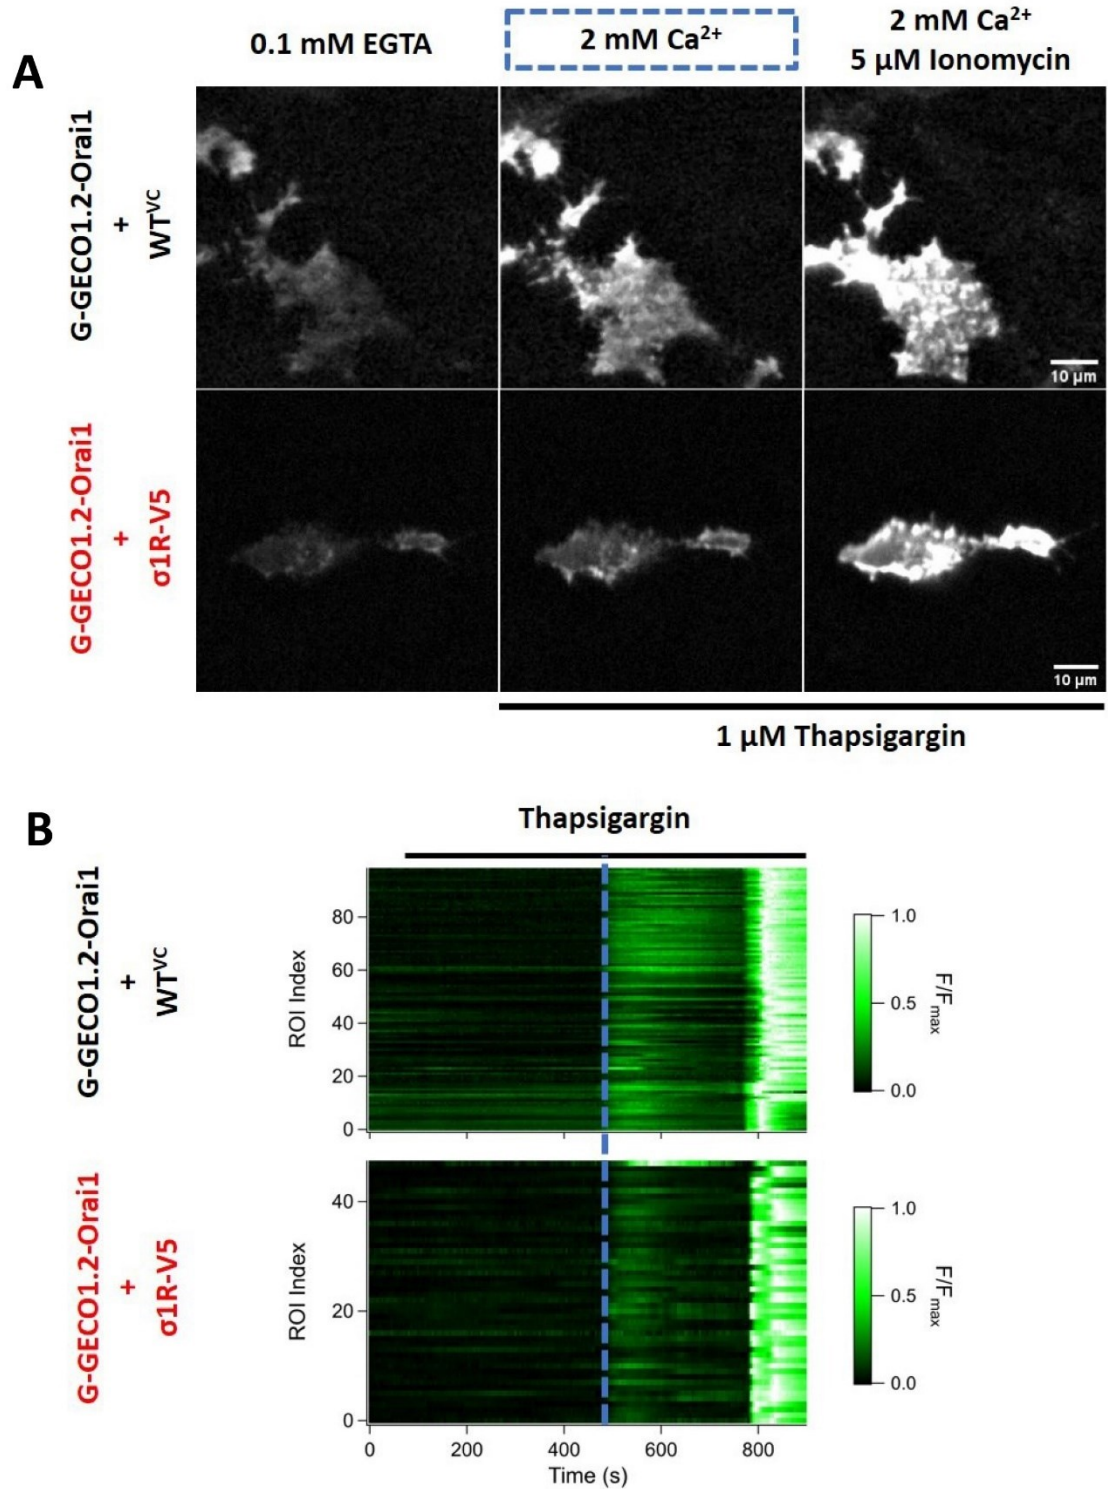 A
0.1 mM EGTA
2 mM Ca²⁺
2 mM Ca²⁺
5 µM Ionomycin
G-GECO1.2-Orai1
+
WTVC
10 µm
G-GECO1.2-Orai1
+
σ1R-V5
10 µm
1 µM Thapsigargin
B
Thapsigargin
G-GECO1.2-Orai1
+
WTVC
ROI Index
80
60
40
20
0
1.0
0.5
0.0
F/Fmax
G-GECO1.2-Orai1
+
σ1R-V5
ROI Index
40
20
0
1.0
0.5
0.0
F/Fmax
0 200 400 600 800
Time (s)